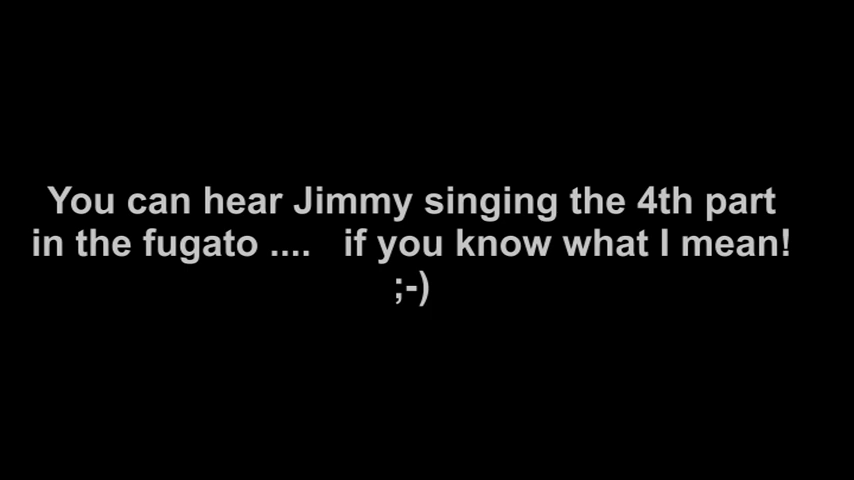 You can hear Jimmy singing the 4th part
in the fugato .... if you know what I mean!
;-)